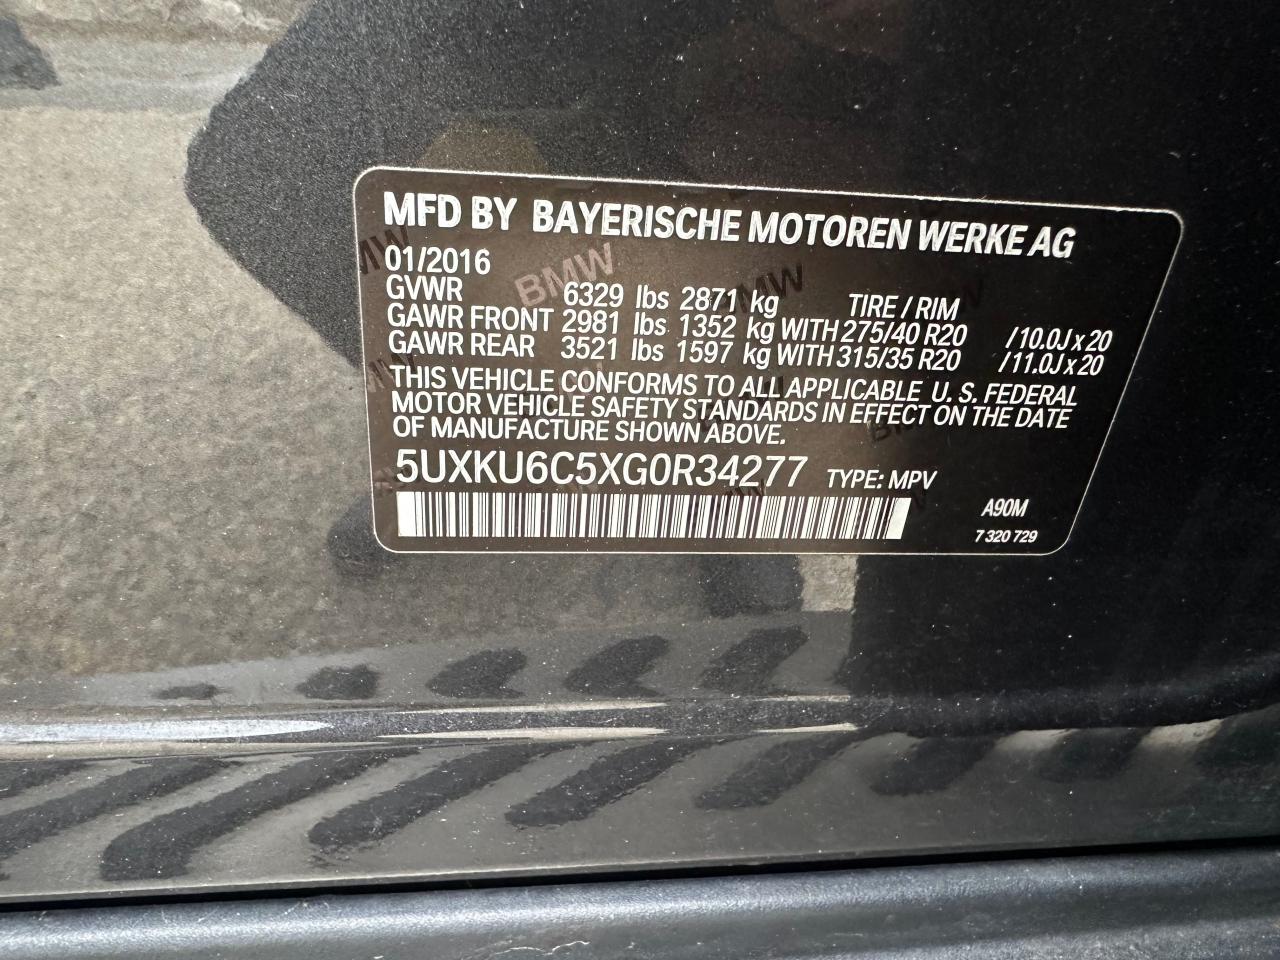 MFD BY BAYERISCHE MOTOREN WERKE AG
01/2016
GVWR 6329 lbs 2871 kg TIRE / RIM
GAWR FRONT 2981 lbs 1352 kg WITH 275/40 R20 /10.0J x 20
GAWR REAR 3521 lbs 1597 kg WITH 315/35 R20 /11.0J x 20
THIS VEHICLE CONFORMS TO ALL APPLICABLE U. S. FEDERAL
MOTOR VEHICLE SAFETY STANDARDS IN EFFECT ON THE DATE
OF MANUFACTURE SHOWN ABOVE.
5UXKU6C5XG0R34277 TYPE: MPV
A90M
7 320 729
BMW